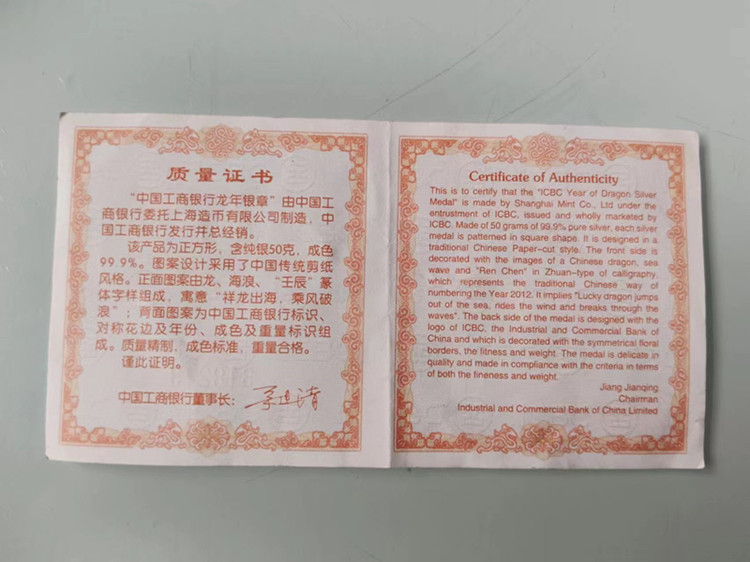 质量证书
“中国工商银行龙年银章”由中国工
商银行委托上海造币有限公司制造，中
国工商银行发行并总经销。
该产品为正方形，含纯银50克，成色
99.9%。图案设计采用了中国传统剪纸
风格。正面图案由龙、海浪、“壬辰”篆
体字样组成，寓意“祥龙出海，乘风破
浪”；背面图案为中国工商银行标识、
对称花边及年份、成色及重量标识组
成。质量精制，成色标准，重量合格。
谨此证明。
中国工商银行董事长：
Certificate of Authenticity
This is to certify that the "ICBC Year of Dragon Silver
Medal" is made by Shanghai Mint Co., Ltd under the
entrustment of ICBC, issued and wholly marketed by
ICBC. Made of 50 grams of 99.9% pure silver, each silver
medal is patterned in square shape. It is designed in a
traditional Chinese Paper-cut style. The front side is
decorated with the images of a Chinese dragon, sea
wave and "Ren Chen" in Zhuan-type of calligraphy,
which represents the traditional Chinese way of
numbering the Year 2012. It implies "Lucky dragon jumps
out of the sea, rides the wind and breaks through the
waves". The back side of the medal is designed with the
logo of ICBC, the Industrial and Commercial Bank of
China and which is decorated with the symmetrical floral
borders, the fitness and weight. The medal is delicate in
quality and made in compliance with the criteria in terms
of both the fineness and weight.
Jiang Jianqing
Chairman
Industrial and Commercial Bank of China Limited